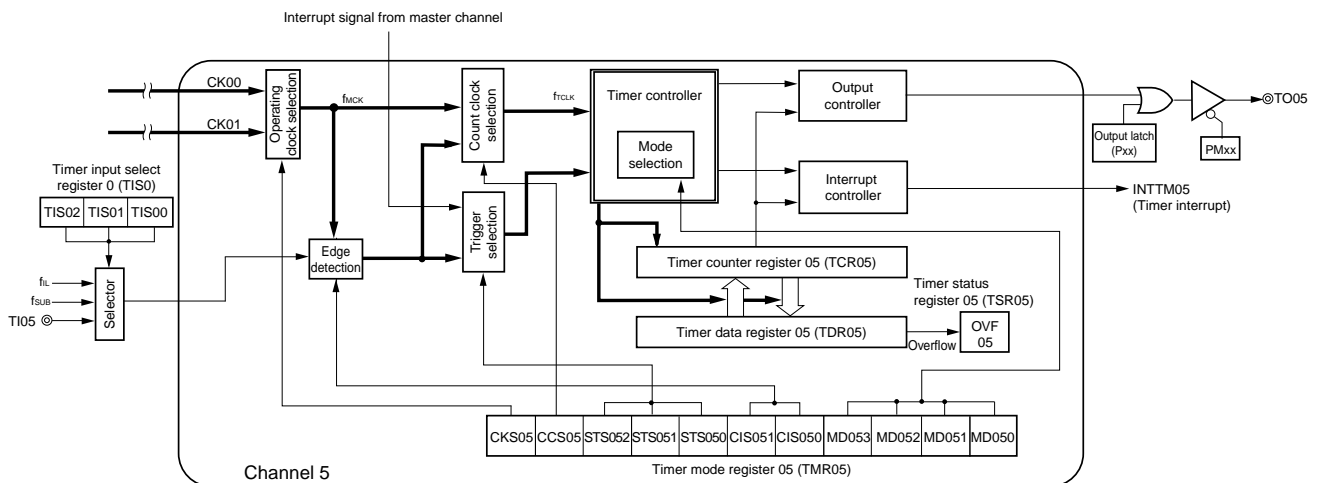 Interrupt signal from master channel
CK00
CK01
Operating
clock selection
fMCK
Count clock
selection
fTCLK
Timer controller
Mode
selection
Output
controller
Interrupt
controller
Output latch
(Pxx)
PMxx
TO05
INTTM05
(Timer interrupt)
Timer input select
register 0 (TIS0)
TIS02 TIS01 TIS00
fIL
fSUB
TI05
Selector
Edge
detection
Trigger
selection
Timer counter register 05 (TCR05)
Timer status
register 05 (TSR05)
Timer data register 05 (TDR05)
Overflow
OVF
05
CKS05 CCS05 STS052 STS051 STS050 CIS051 CIS050 MD053 MD052 MD051 MD050
Timer mode register 05 (TMR05)
Channel 5